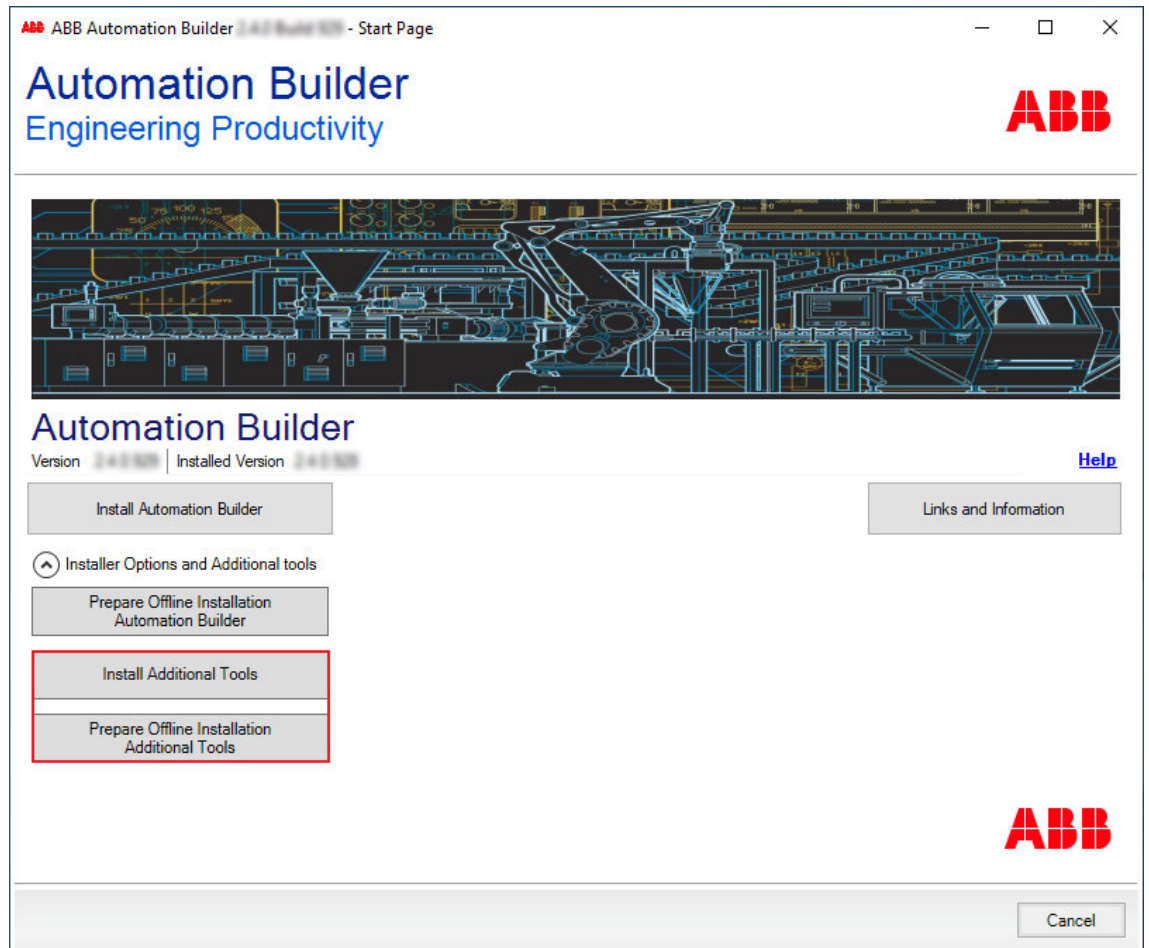 ABB ABB Automation Builder - Start Page
Automation Builder
Engineering Productivity
ABB
Automation Builder
Version | Installed Version
Help
Install Automation Builder
Links and Information
Installer Options and Additional tools
Prepare Offline Installation
Automation Builder
Install Additional Tools
Prepare Offline Installation
Additional Tools
ABB
Cancel